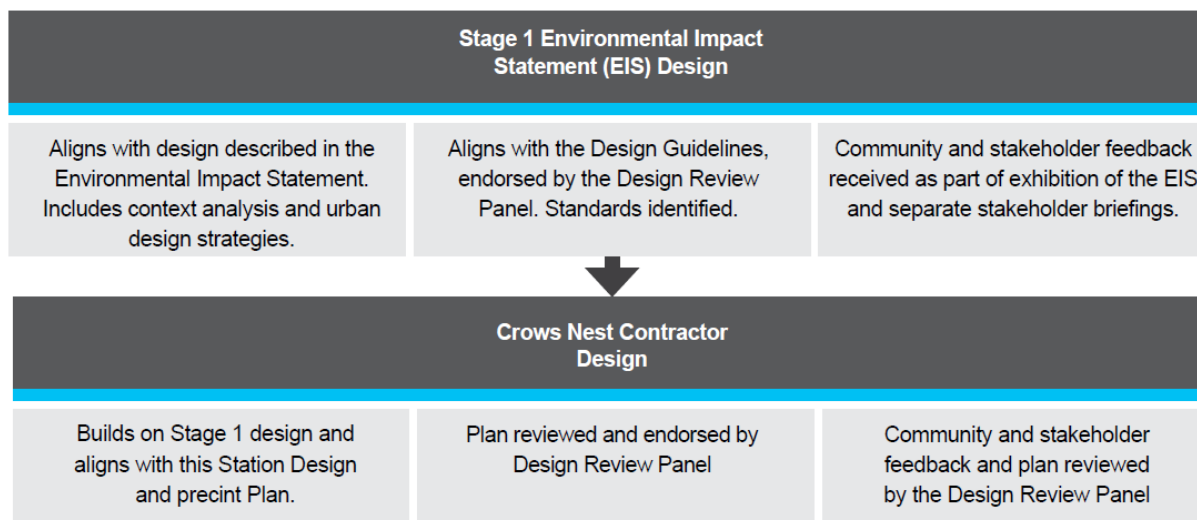 Stage 1 Environmental Impact
Statement (EIS) Design
Aligns with design described in the
Environmental Impact Statement.
Includes context analysis and urban
design strategies.
Aligns with the Design Guidelines,
endorsed by the Design Review
Panel. Standards identified.
Community and stakeholder feedback
received as part of exhibition of the EIS
and separate stakeholder briefings.
Crows Nest Contractor
Design
Builds on Stage 1 design and
aligns with this Station Design
and precint Plan.
Plan reviewed and endorsed by
Design Review Panel
Community and stakeholder
feedback and plan reviewed
by the Design Review Panel